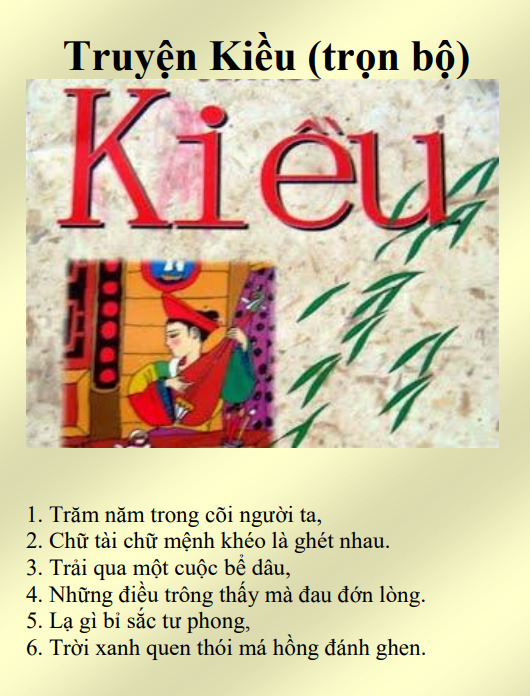 Truyện Kiều (trọn bộ)
Kiều
1. Trăm năm trong cõi người ta,
2. Chữ tài chữ mệnh khéo là ghét nhau.
3. Trải qua một cuộc bể dâu,
4. Những điều trông thấy mà đau đớn lòng.
5. Lạ gì bỉ sắc tư phong,
6. Trời xanh quen thói má hồng đánh ghen.